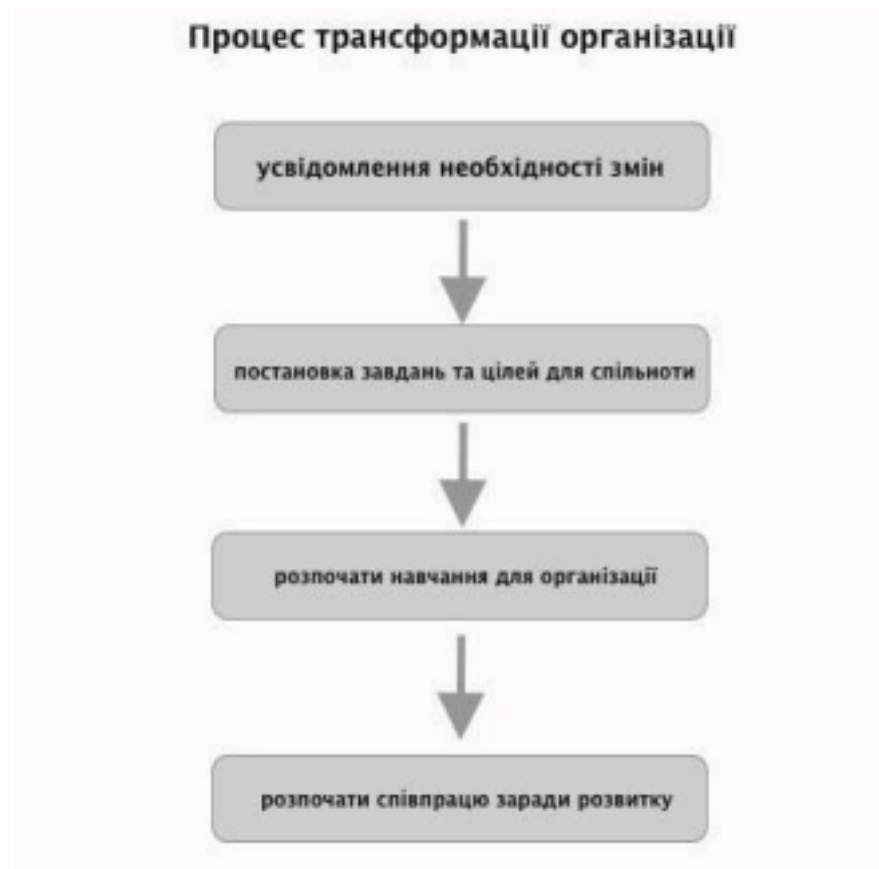 Процес трансформації організації
усвідомлення необхідності змін
постановка завдань та цілей для спільноти
розпочати навчання для організації
розпочати співпрацю заради розвитку